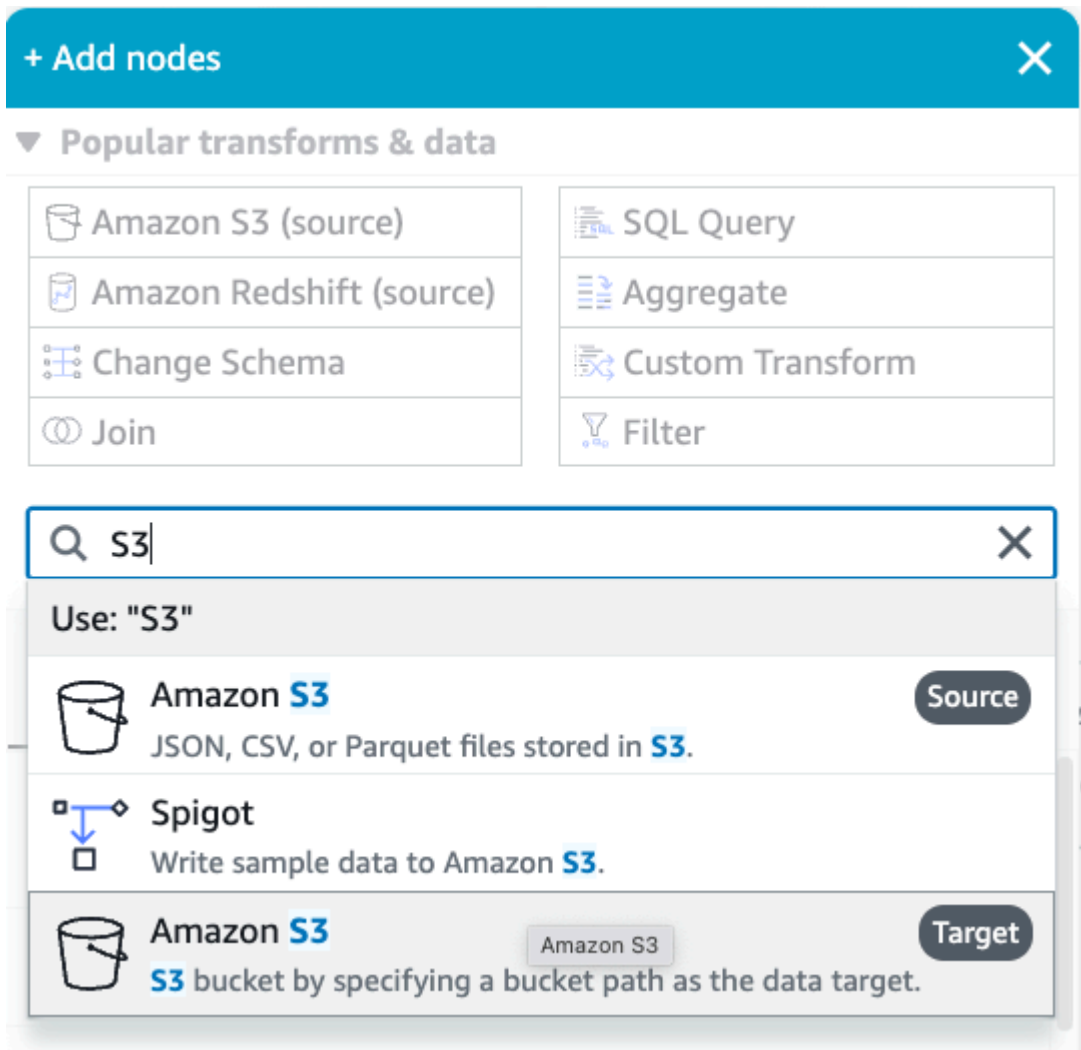 + Add nodes
Popular transforms & data
Amazon S3 (source)
SQL Query
Amazon Redshift (source)
Aggregate
Change Schema
Custom Transform
Join
Filter
S3
Use: "S3"
Amazon S3
Source
JSON, CSV, or Parquet files stored in S3.
Spigot
Write sample data to Amazon S3.
Amazon S3
Target
Amazon S3
S3 bucket by specifying a bucket path as the data target.